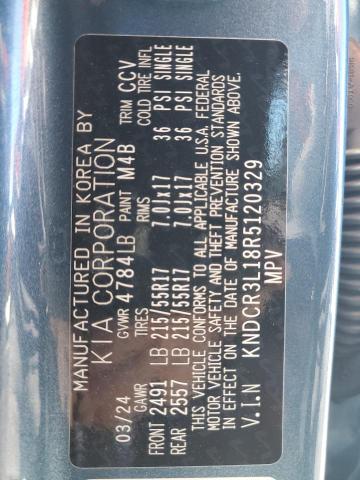 MANUFACTURED IN KOREA BY
KIA CORPORATION
03/24 GVWR 4784LB PAINT M4B TRIM CCV
GAWR TIRES RIMS COLD TIRE INFL
FRONT 2491 LB 215/55R17 7.0Jx17 36 PSI SINGLE
REAR 2557 LB 215/55R17 7.0Jx17 36 PSI SINGLE
THIS VEHICLE CONFORMS TO ALL APPLICABLE U.S.A. FEDERAL
MOTOR VEHICLE SAFETY AND THEFT PREVENTION STANDARDS
IN EFFECT ON THE DATE OF MANUFACTURE SHOWN ABOVE.
V.I.N KNDCR3L18R5120329
MPV